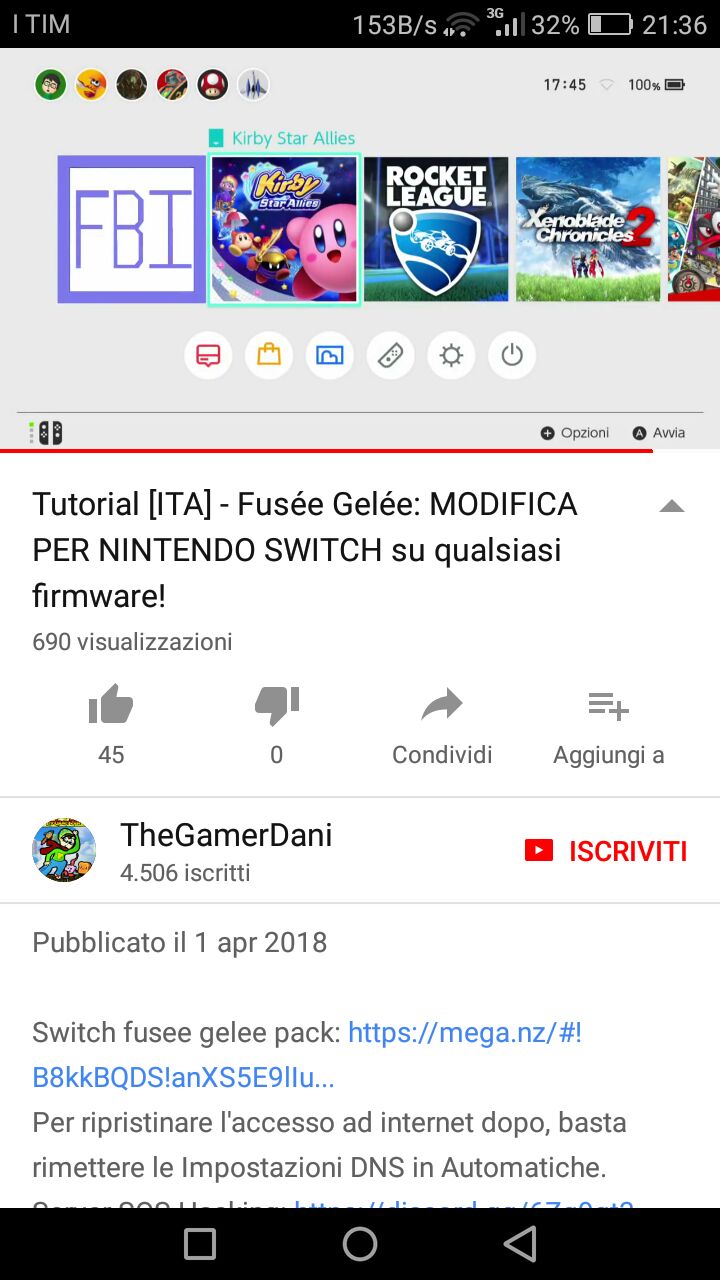 I TIM 153B/s 3G 32% 21:36
17:45 100%
Kirby Star Allies
FBI
Kirby
Star Allies
ROCKET
LEAGUE
Xenoblade
Chronicles 2
Opzioni A Avvia
Tutorial [ITA] - Fusée Gelée: MODIFICA
PER NINTENDO SWITCH su qualsiasi
firmware!
690 visualizzazioni
45 0 Condividi Aggiungi a
TheGamerDani
4.506 iscritti
ISCRIVITI
Pubblicato il 1 apr 2018
Switch fusee gelee pack: https://mega.nz/#!
B8kkBQDS!anXS5E9lIu...
Per ripristinare l'accesso ad internet dopo, basta
rimettere le Impostazioni DNS in Automatiche.